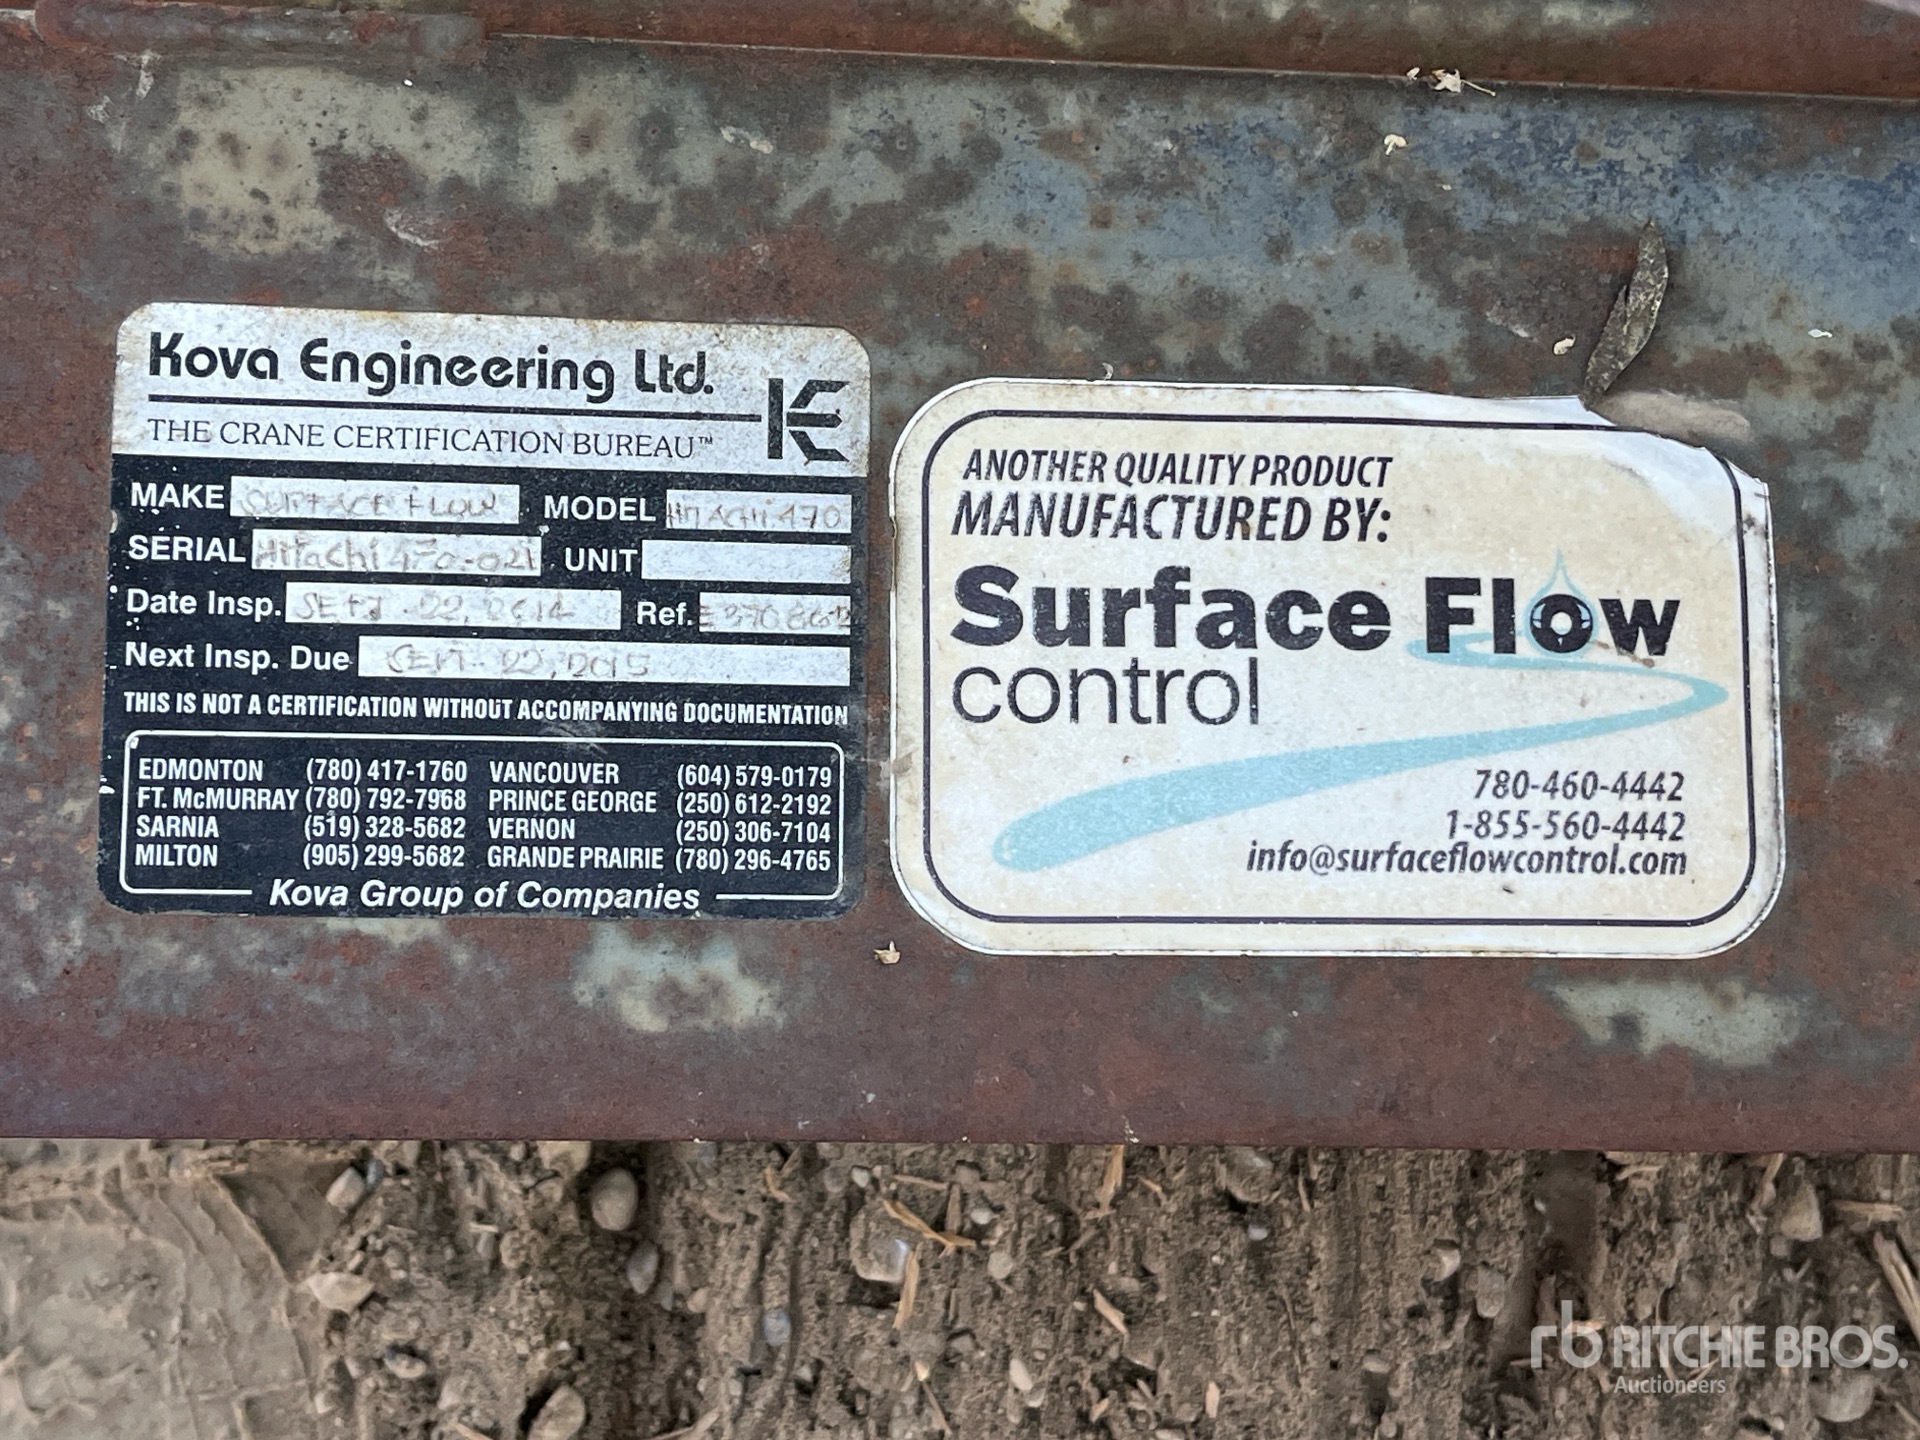 Kova Engineering Ltd.
THE CRANE CERTIFICATION BUREAU™
MAKE SURFACE FLOW MODEL HITACHI 470
SERIAL Hitachi 470-021 UNIT
Date Insp. SEPT 22, 2014 Ref.
Next Insp. Due SEPT 22, 2015
THIS IS NOT A CERTIFICATION WITHOUT ACCOMPANYING DOCUMENTATION
EDMONTON (780) 417-1760 VANCOUVER (604) 579-0179
FT. McMURRAY (780) 792-7968 PRINCE GEORGE (250) 612-2192
SARNIA (519) 328-5682 VERNON (250) 306-7104
MILTON (905) 299-5682 GRANDE PRAIRIE (780) 296-4765
Kova Group of Companies
ANOTHER QUALITY PRODUCT
MANUFACTURED BY:
Surface Flow
control
780-460-4442
1-855-560-4442
info@surfaceflowcontrol.com
rb RITCHIE BROS.
Auctioneers